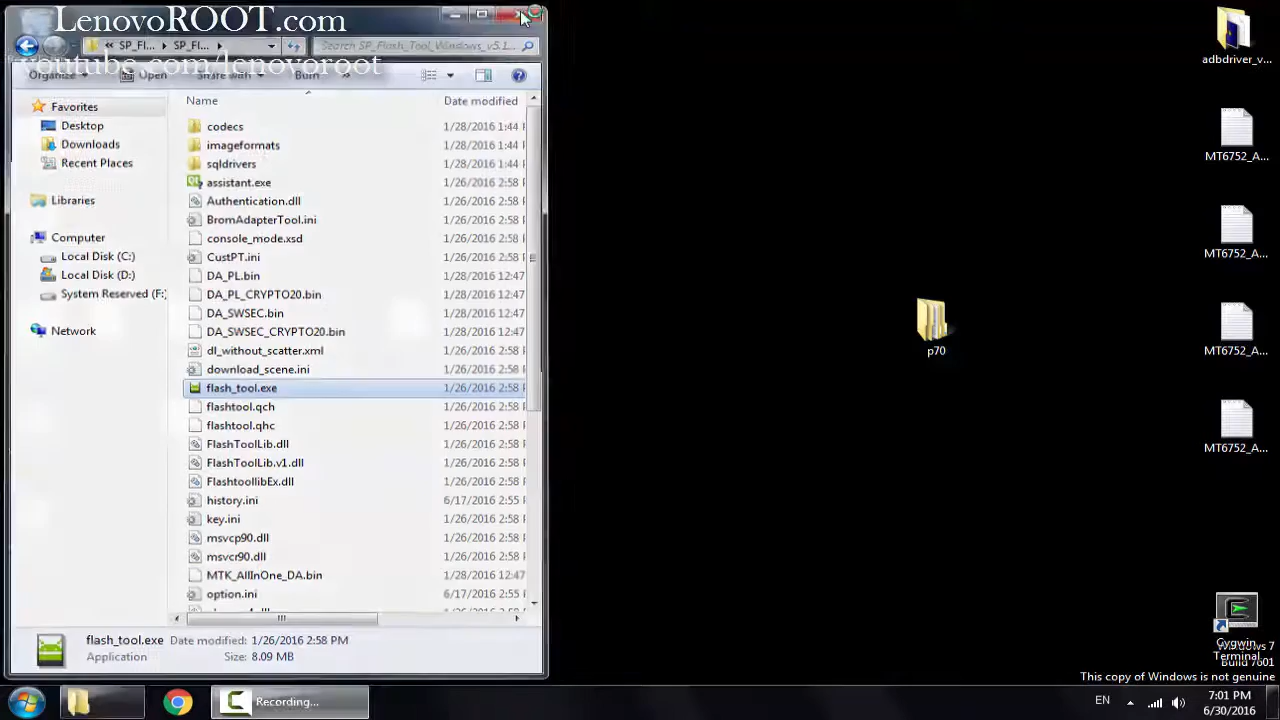 LenovoROOT.com
« SP_Fl... ▸ SP_Fl... ▸
Search SP_Flash_Tool_Windows_v5.1...
youtube.com/lenovoroot
Organize
Open
Share with
Burn
»
Name
Date modified
Favorites
Desktop
Downloads
Recent Places
Libraries
Computer
Local Disk (C:)
Local Disk (D:)
System Reserved (F:)
Network
codecs 1/28/2016 1:44 P
imageformats 1/28/2016 1:44 P
sqldrivers 1/28/2016 1:44 P
assistant.exe 1/26/2016 2:58 P
Authentication.dll 1/26/2016 2:58 P
BromAdapterTool.ini 1/26/2016 2:58 P
console_mode.xsd 1/26/2016 2:58 P
CustPT.ini 1/26/2016 2:58 P
DA_PL.bin 1/28/2016 12:47
DA_PL_CRYPTO20.bin 1/28/2016 12:47
DA_SWSEC.bin 1/28/2016 12:47
DA_SWSEC_CRYPTO20.bin 1/28/2016 12:47
dl_without_scatter.xml 1/26/2016 2:58 P
download_scene.ini 1/26/2016 2:58 P
flash_tool.exe 1/26/2016 2:58 P
flashtool.qch 1/26/2016 2:58 P
flashtool.qhc 1/26/2016 2:58 P
FlashToolLib.dll 1/26/2016 2:58 P
FlashToolLib.v1.dll 1/26/2016 2:58 P
FlashtoollibEx.dll 1/26/2016 2:58 P
history.ini 6/17/2016 2:55 P
key.ini 1/26/2016 2:58 P
msvcp90.dll 1/26/2016 2:58 P
msvcr90.dll 1/26/2016 2:58 P
MTK_AllInOne_DA.bin 1/28/2016 12:47
option.ini 6/17/2016 2:55 P
flash_tool.exe Date modified: 1/26/2016 2:58 PM
Application Size: 8.09 MB
adbdriver_v...
MT6752_A...
MT6752_A...
MT6752_A...
MT6752_A...
p70
Cygwin
Terminal
Windows 7
Build 7601
This copy of Windows is not genuine
Recording...
EN
7:01 PM
6/30/2016